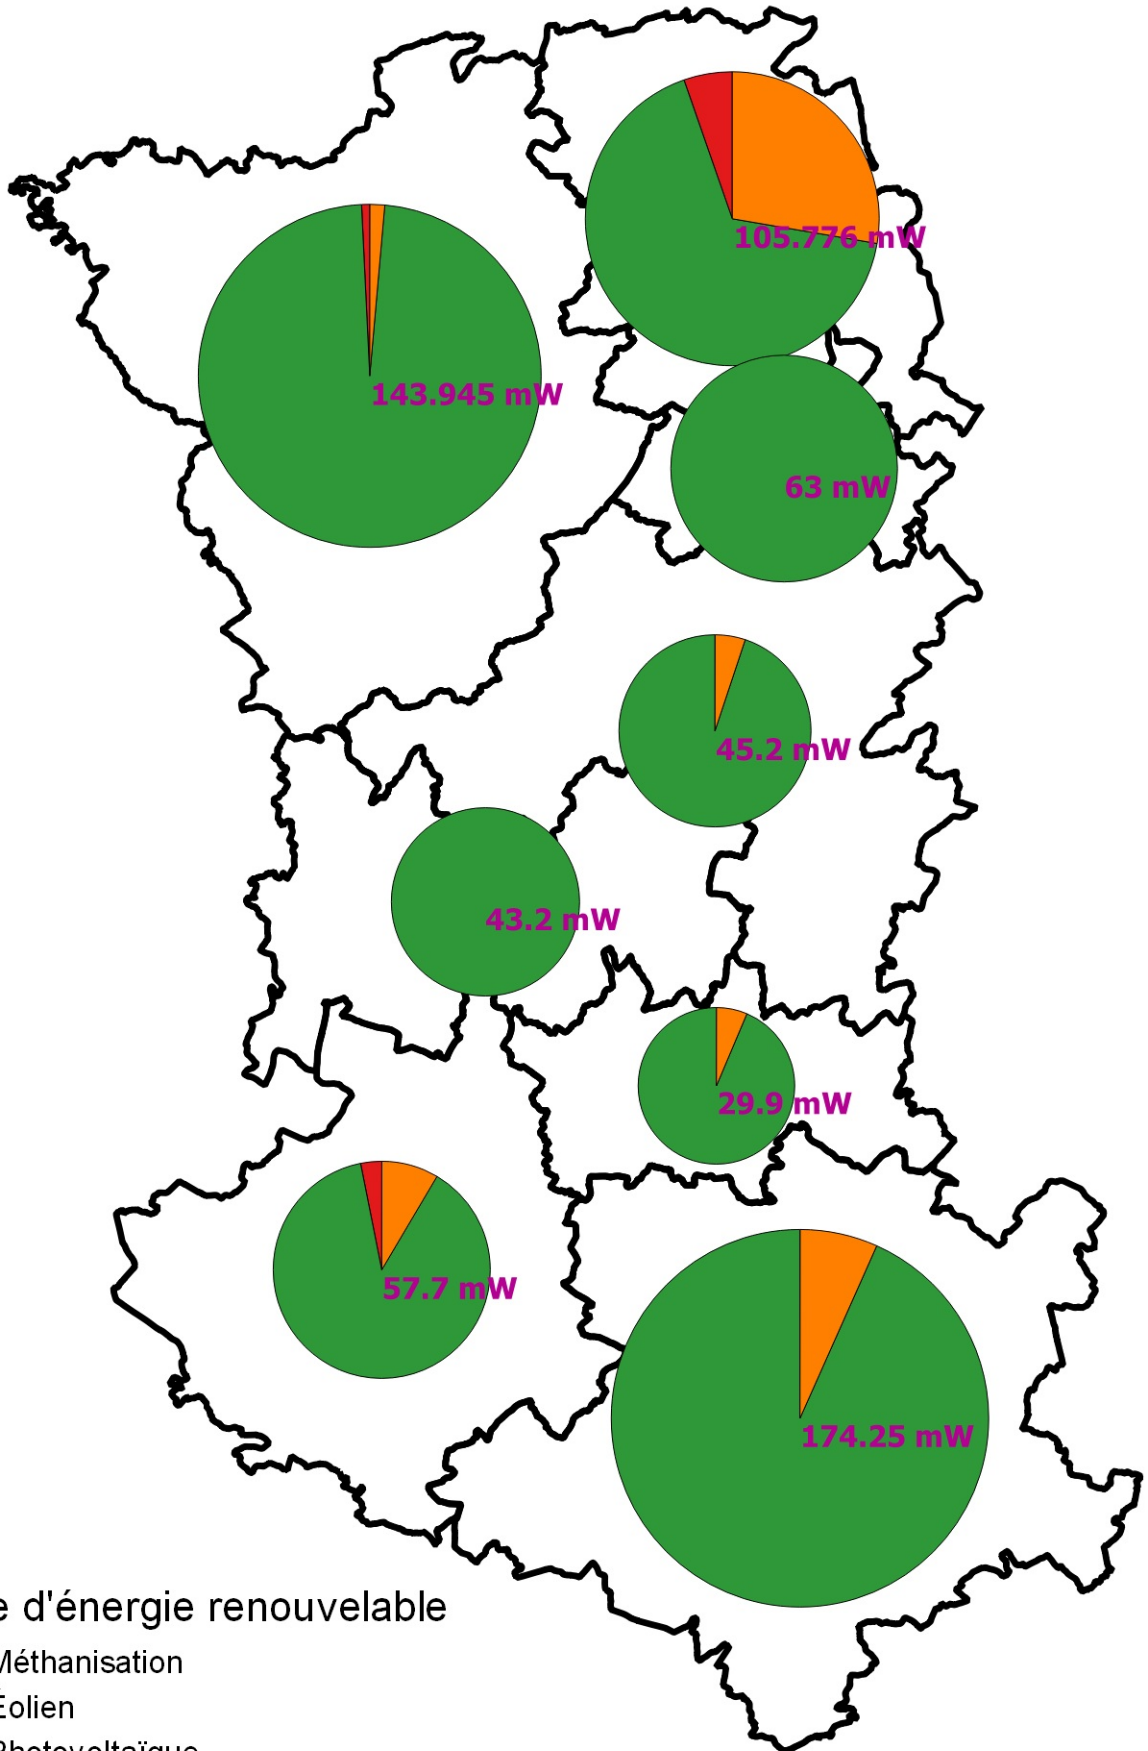 105.776 mW
143.945 mW
63 mW
45.2 mW
43.2 mW
29.9 mW
57.7 mW
174.25 mW
e d'énergie renouvelable
Méthanisation
Éolien
Photovoltaïque